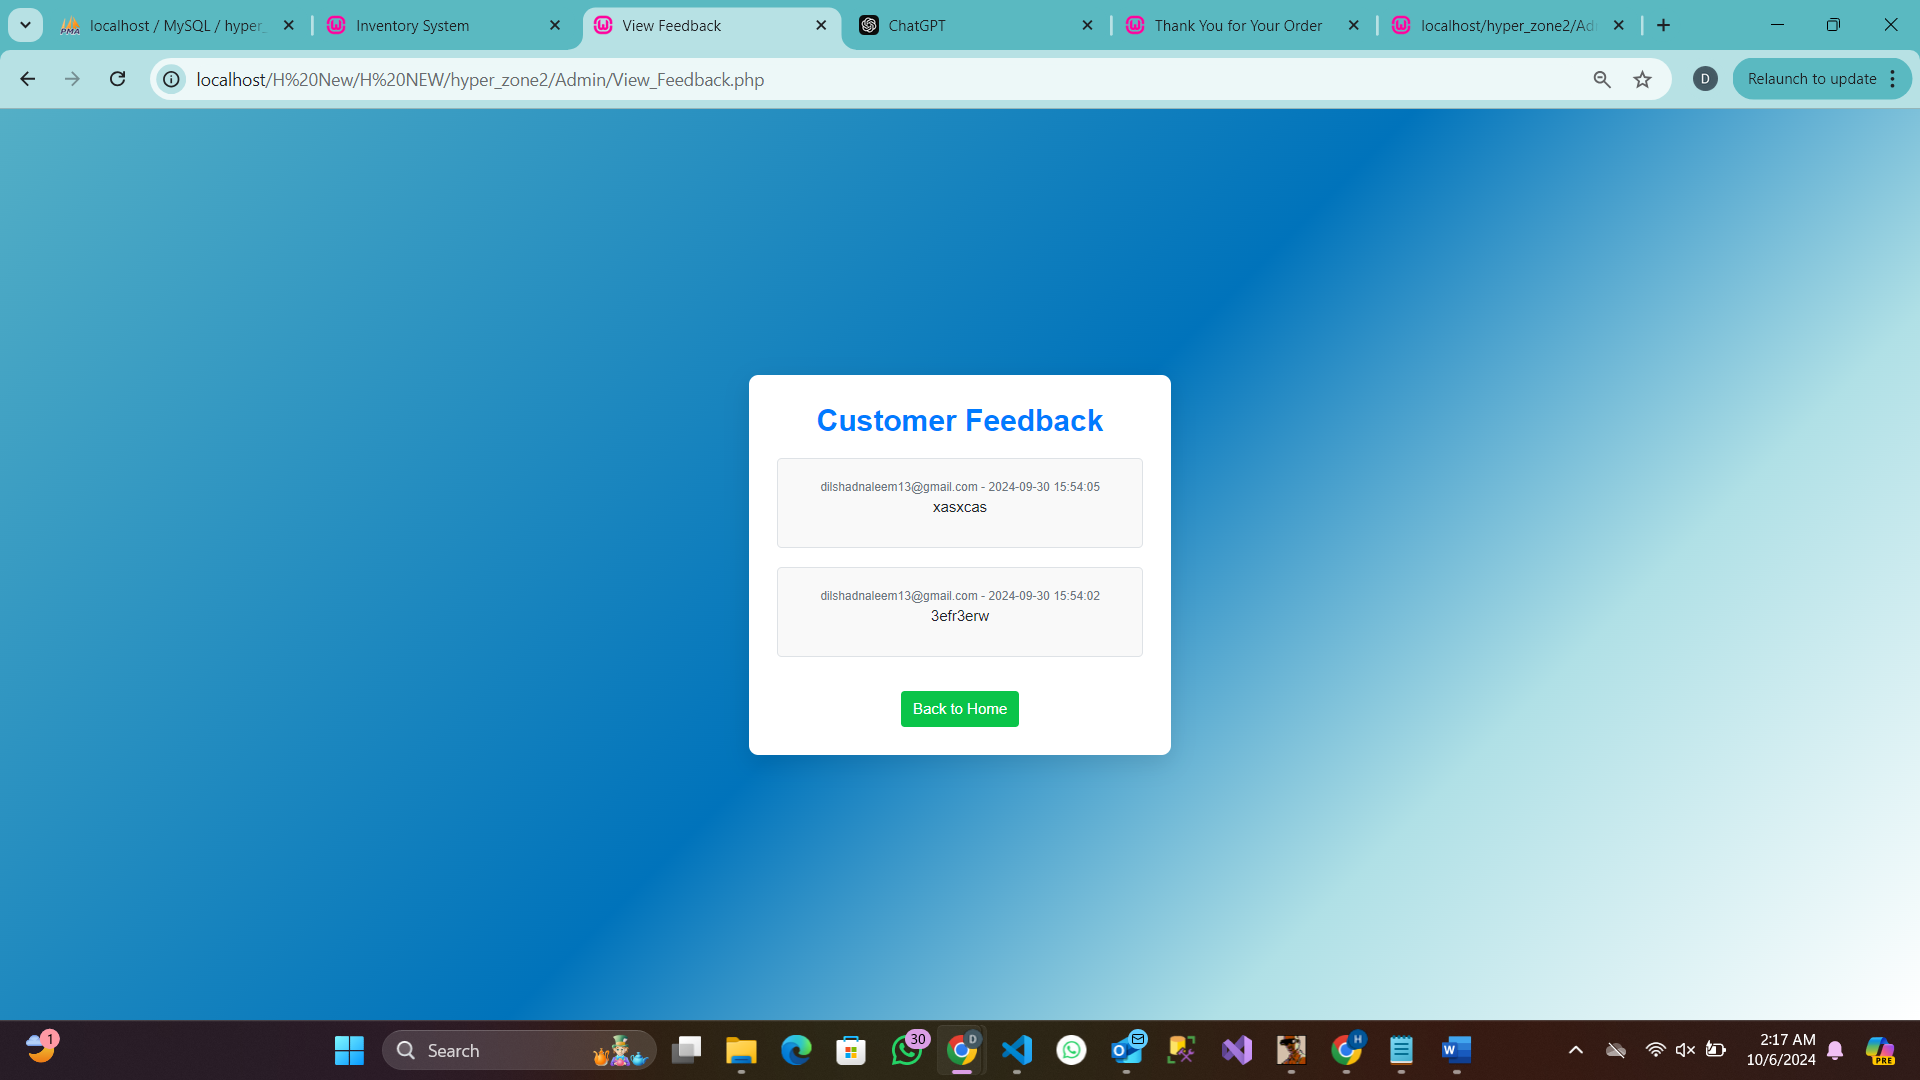 localhost / MySQL / hyper_
Inventory System
View Feedback
ChatGPT
Thank You for Your Order
localhost/hyper_zone2/Ad
localhost/H%20New/H%20NEW/hyper_zone2/Admin/View_Feedback.php
D
Relaunch to update
Customer Feedback
dilshadnaleem13@gmail.com - 2024-09-30 15:54:05
xasxcas
dilshadnaleem13@gmail.com - 2024-09-30 15:54:02
3efr3erw
Back to Home
1
Search
30
D
H
2:17 AM
10/6/2024
PRE